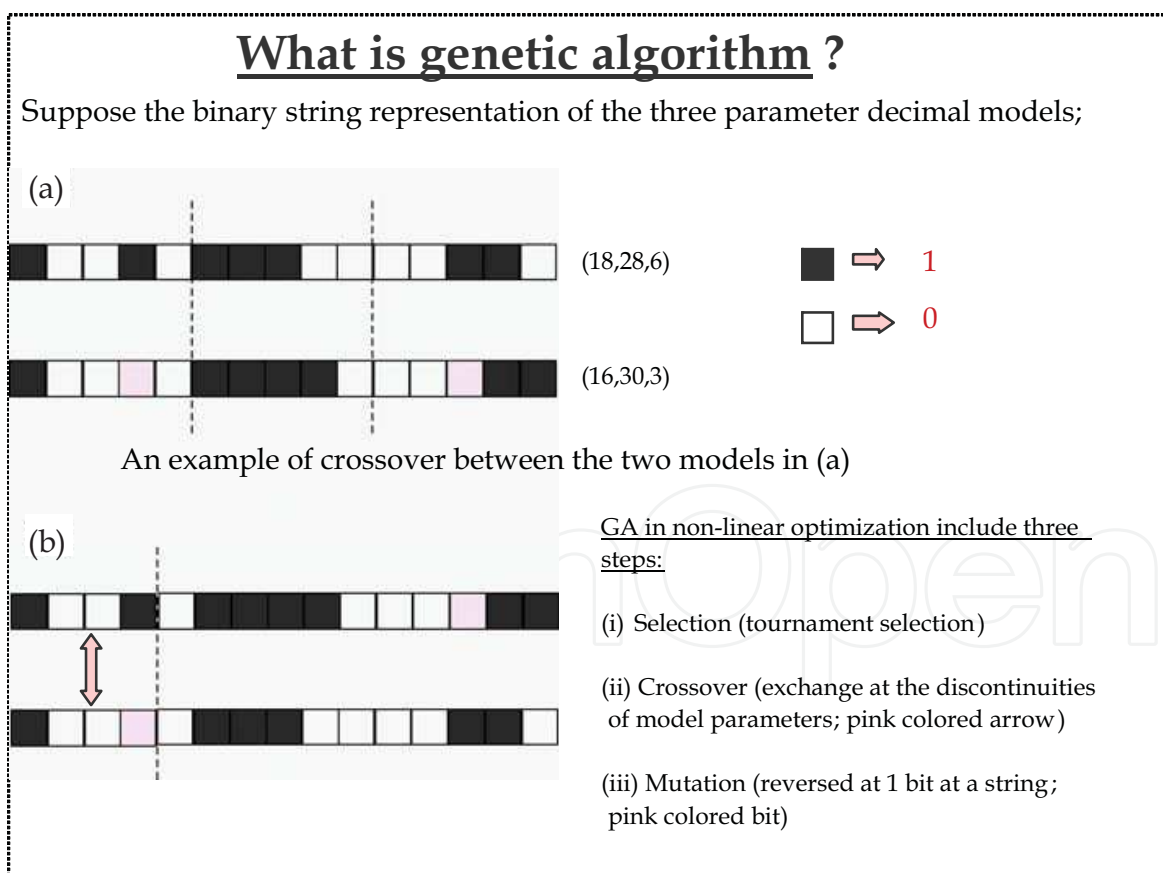 What is genetic algorithm ?
Suppose the binary string representation of the three parameter decimal models;
(a)
(18,28,6)
1
0
(16,30,3)
An example of crossover between the two models in (a)
(b)
GA in non-linear optimization include three
steps:
(i) Selection (tournament selection)
(ii) Crossover (exchange at the discontinuities
of model parameters; pink colored arrow)
(iii) Mutation (reversed at 1 bit at a string;
pink colored bit)
nOpen